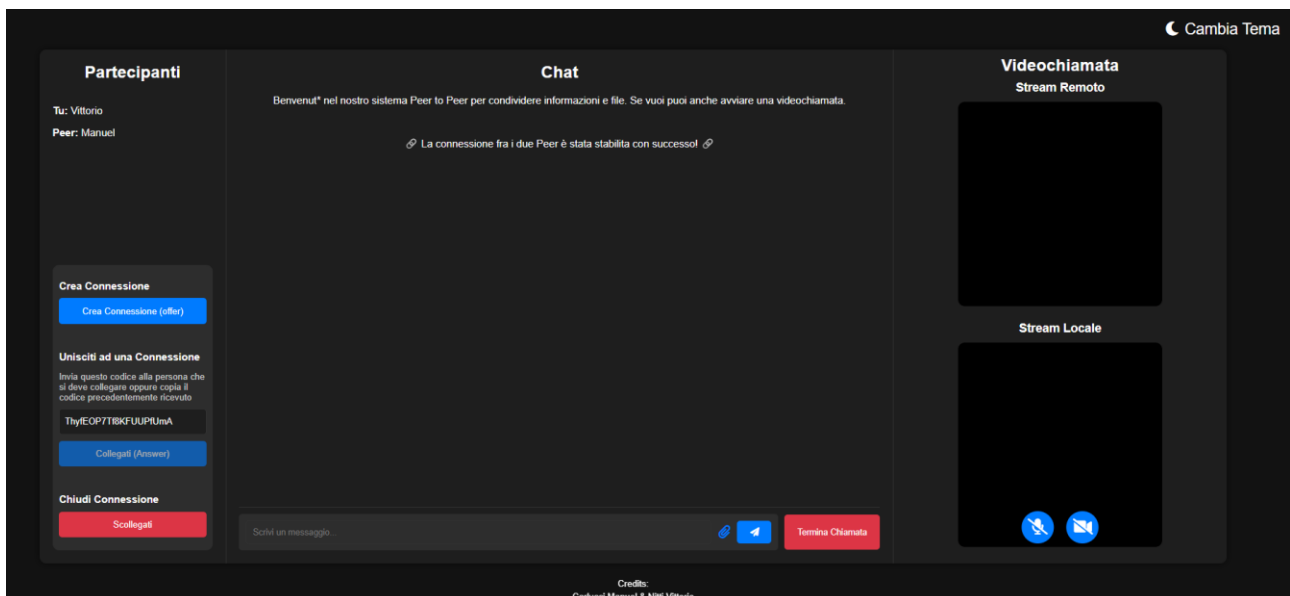 Cambia Tema
Partecipanti
Tu: Vittorio
Peer: Manuel
Crea Connessione
Crea Connessione (offer)
Unisciti ad una Connessione
Invia questo codice alla persona che
si deve collegare oppure copia il
codice precedentemente ricevuto
Collegati (Answer)
Chiudi Connessione
Scollegati
Chat
Benvenut* nel nostro sistema Peer to Peer per condividere informazioni e file. Se vuoi puoi anche avviare una videochiamata.
La connessione fra i due Peer è stata stabilita con successo!
Scrivi un messaggio...
Termina Chiamata
Videochiamata
Stream Remoto
Stream Locale
Credits:
Manuel & Nitti Vittorio